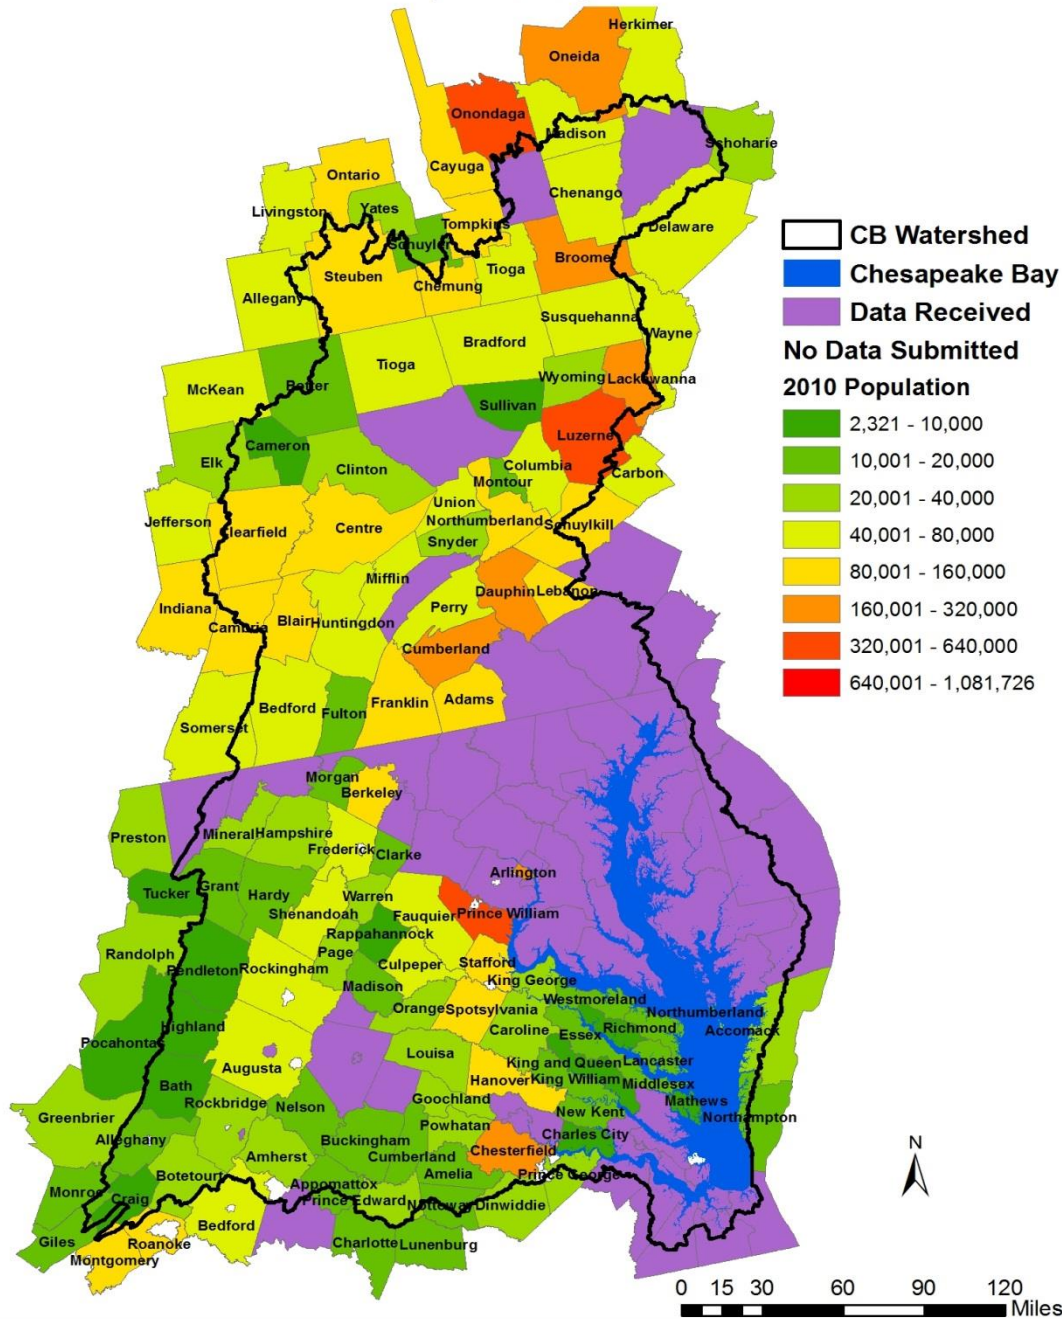 Herkimer
Oneida
Onondaga
Madison
Schoharie
Cayuga
Ontario
Chenango
Livingston
Yates
Tompkins
Delaware
Schuyler
Tioga
Broome
Steuben
Chemung
Allegany
Susquehanna
Wayne
Bradford
Tioga
Wyoming
Lackawanna
McKean
Potter
Sullivan
Luzerne
Cameron
Elk
Clinton
Columbia
Carbon
Montour
Union
Jefferson
Clearfield
Centre
Northumberland
Schuylkill
Snyder
Mifflin
Dauphin
Lebanon
Indiana
Perry
Cambria
Blair
Huntingdon
Cumberland
Franklin
Adams
Bedford
Fulton
Somerset
Morgan
Berkeley
Preston
Mineral
Hampshire
Frederick
Clarke
Arlington
Tucker
Grant
Hardy
Warren
Shenandoah
Fauquier
Prince William
Rappahannock
Randolph
Page
Pendleton
Rockingham
Culpeper
Stafford
King George
Madison
Westmoreland
Orange
Spotsylvania
Northumberland
Highland
Caroline
Richmond
Accomack
Essex
Pocahontas
Louisa
King and Queen
Lancaster
Augusta
Hanover
King William
Middlesex
Bath
Goochland
Mathews
Rockbridge
Nelson
New Kent
Northampton
Greenbrier
Powhatan
Alleghany
Buckingham
Charles City
Chesterfield
Amherst
Cumberland
Botetourt
Amelia
Prince George
Appomattox
Monroe
Craig
Prince Edward
Nottoway
Dinwiddie
Bedford
Giles
Roanoke
Charlotte
Lunenburg
Montgomery
CB Watershed
Chesapeake Bay
Data Received
No Data Submitted
2010 Population
2,321 - 10,000
10,001 - 20,000
20,001 - 40,000
40,001 - 80,000
80,001 - 160,000
160,001 - 320,000
320,001 - 640,000
640,001 - 1,081,726
N
0 15 30 60 90 120
Miles